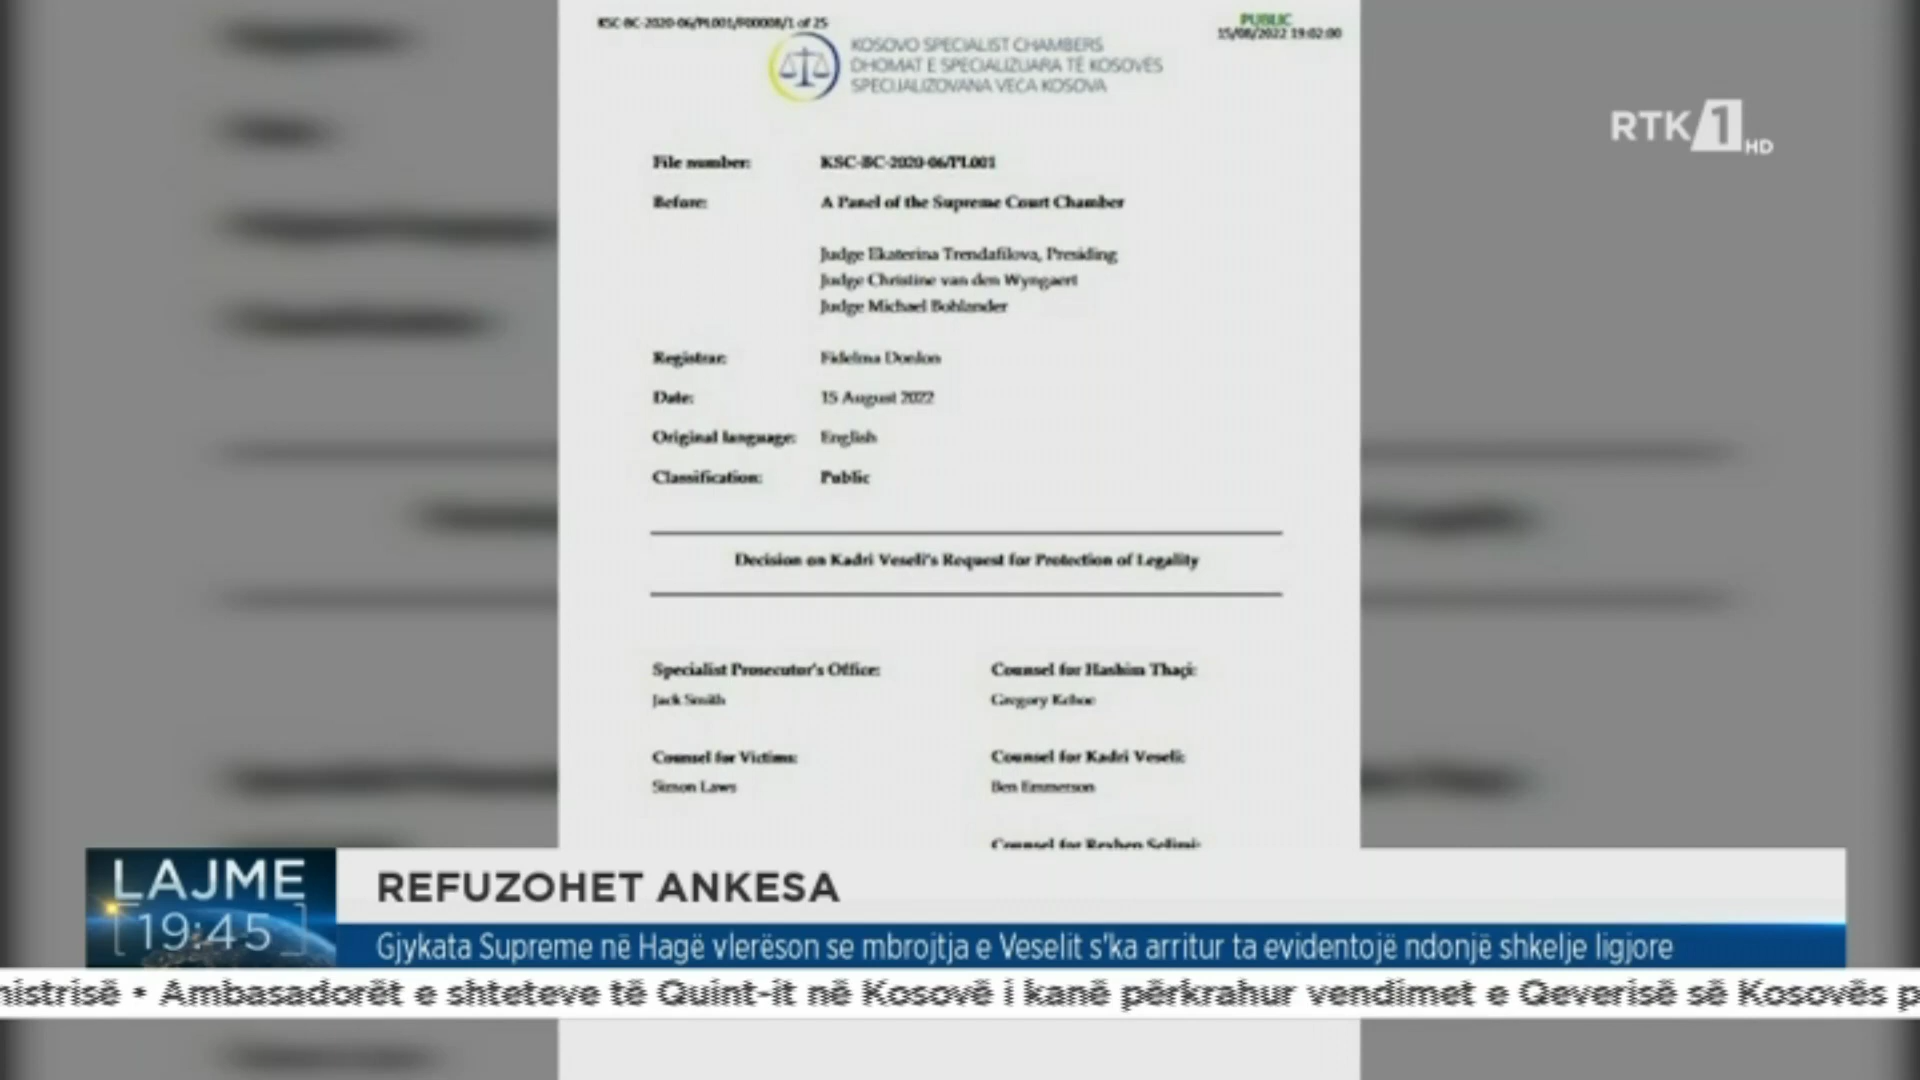 KSC-BC-2020-06/PL001/F00008/1 of 25
PUBLIC
15/08/2022 19:02:00
KOSOVO SPECIALIST CHAMBERS
DHOMAT E SPECIALIZUARA TË KOSOVËS
SPECIJALIZOVANA VEĆA KOSOVA
RTK 1 HD
File number: KSC-BC-2020-06/PL001
Before: A Panel of the Supreme Court Chamber
Judge Ekaterina Trendafilova, Presiding
Judge Christine van den Wyngaert
Judge Michael Bohlander
Registrar: Fidelma Donlon
Date: 15 August 2022
Original language: English
Classification: Public
Decision on Kadri Veseli's Request for Protection of Legality
Specialist Prosecutor's Office:
Jack Smith
Counsel for Hashim Thaçi:
Gregory Kehoe
Counsel for Victims:
Simon Laws
Counsel for Kadri Veseli:
Ben Emmerson
Counsel for Rexhep Selimi:
LAJME
19:45
REFUZOHET ANKESA
Gjykata Supreme në Hagë vlerëson se mbrojtja e Veselit s'ka arritur ta evidentojë ndonjë shkelje ligjore
nistrisë • Ambasadorët e shteteve të Quint-it në Kosovë i kanë përkrahur vendimet e Qeverisë së Kosovës p